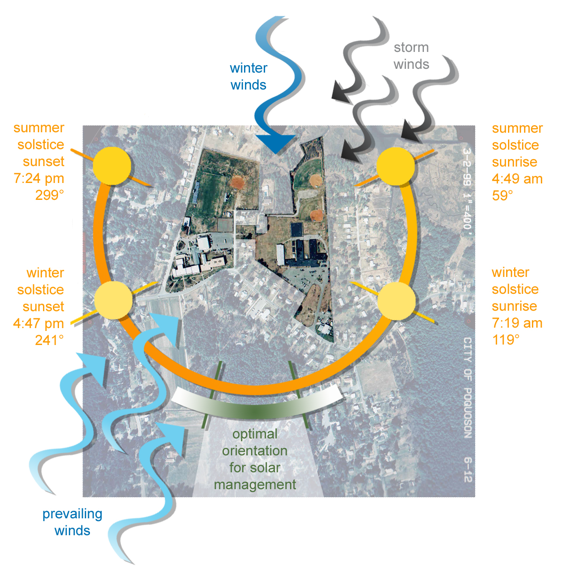 winter
winds
storm
winds
summer
solstice
sunset
7:24 pm
299°
summer
solstice
sunrise
4:49 am
59°
3-2-99 1"=400'
winter
solstice
sunset
4:47 pm
241°
winter
solstice
sunrise
7:19 am
119°
CITY OF POQUOSON 6-12
optimal
orientation
for solar
management
prevailing
winds